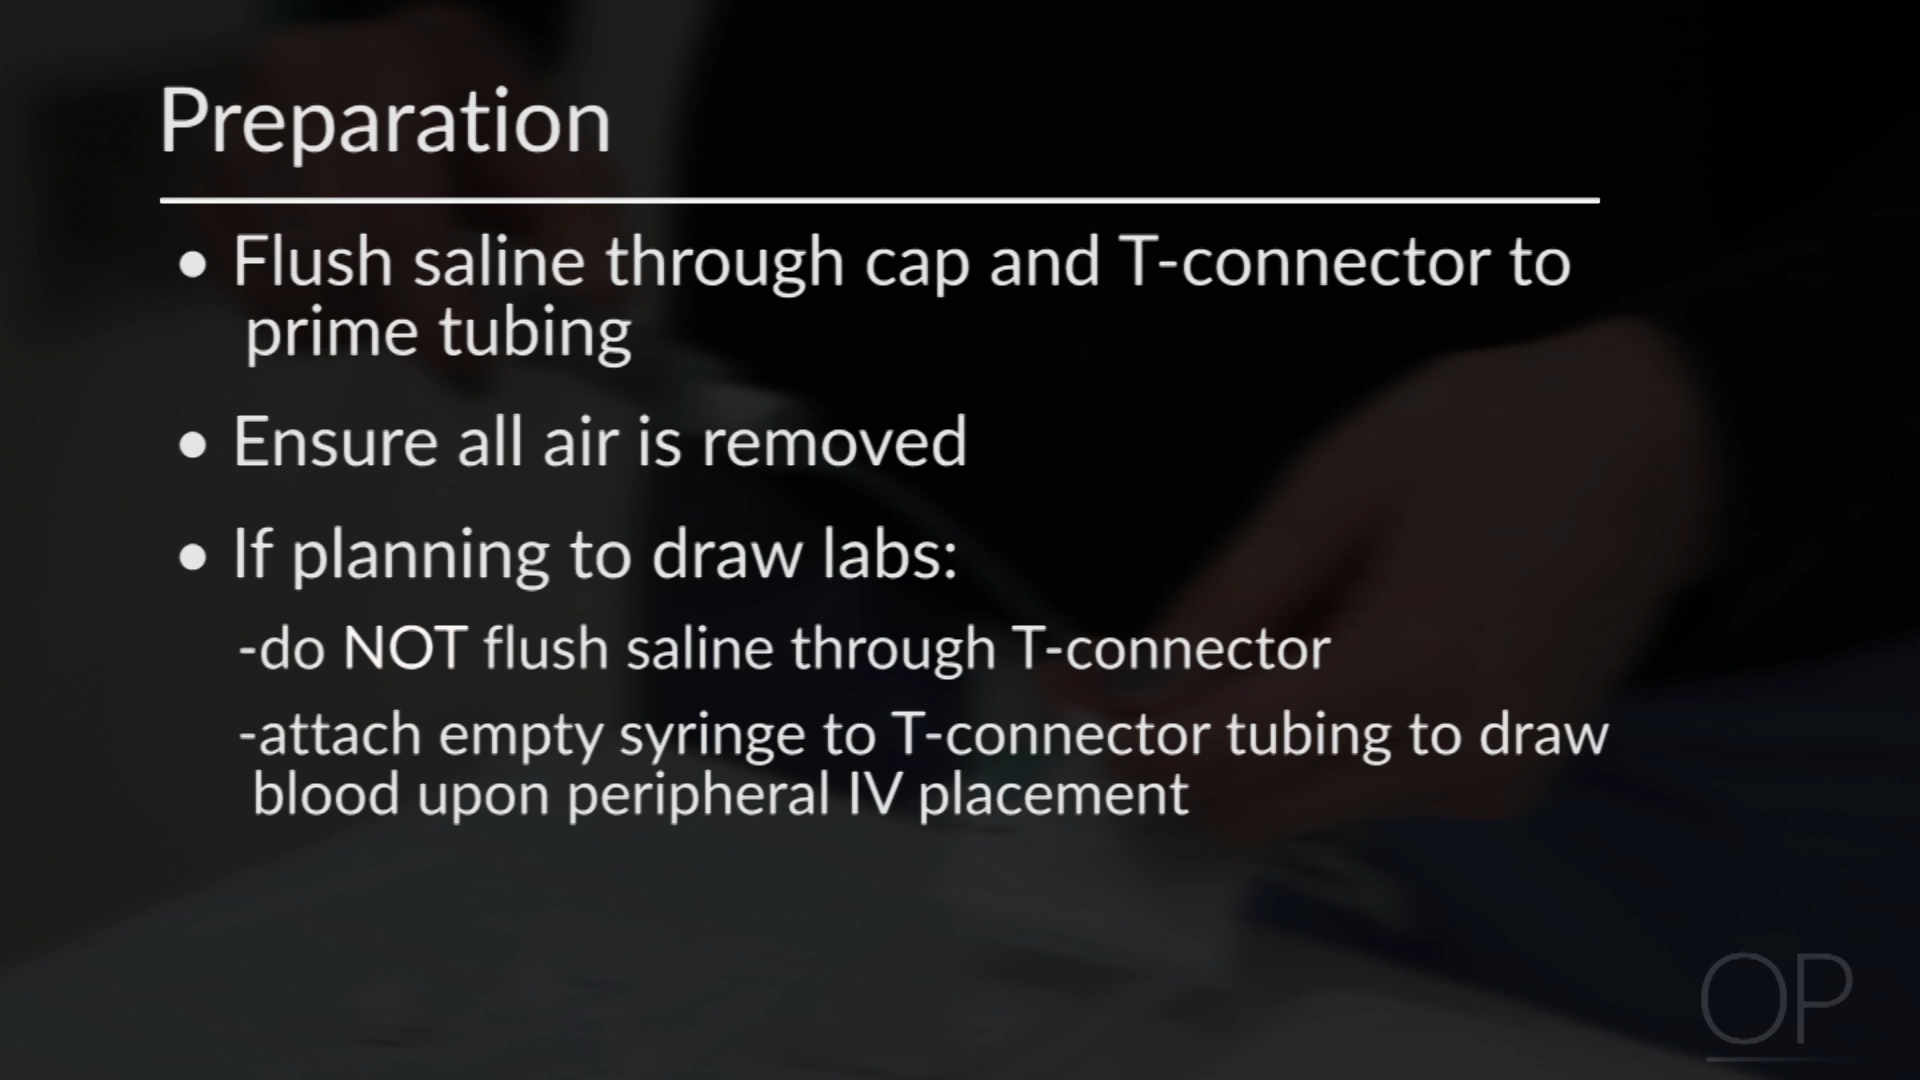 Preparation
• Flush saline through cap and T-connector to
prime tubing
• Ensure all air is removed
• If planning to draw labs:
-do NOT flush saline through T-connector
-attach empty syringe to T-connector tubing to draw
blood upon peripheral IV placement
OP